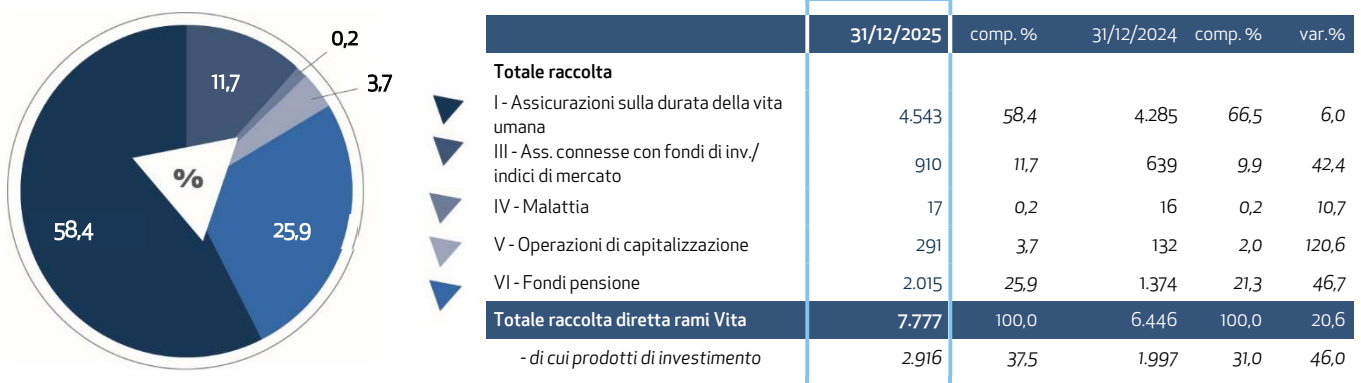 0,2
11,7
3,7
%
58,4
25,9
31/12/2025 comp. % 31/12/2024 comp. % var.%
Totale raccolta
I - Assicurazioni sulla durata della vita
umana 4.543 58,4 4.285 66,5 6,0
III - Ass. connesse con fondi di inv./
indici di mercato 910 11,7 639 9,9 42,4
IV - Malattia 17 0,2 16 0,2 10,7
V - Operazioni di capitalizzazione 291 3,7 132 2,0 120,6
VI - Fondi pensione 2.015 25,9 1.374 21,3 46,7
Totale raccolta diretta rami Vita 7.777 100,0 6.446 100,0 20,6
- di cui prodotti di investimento 2.916 37,5 1.997 31,0 46,0